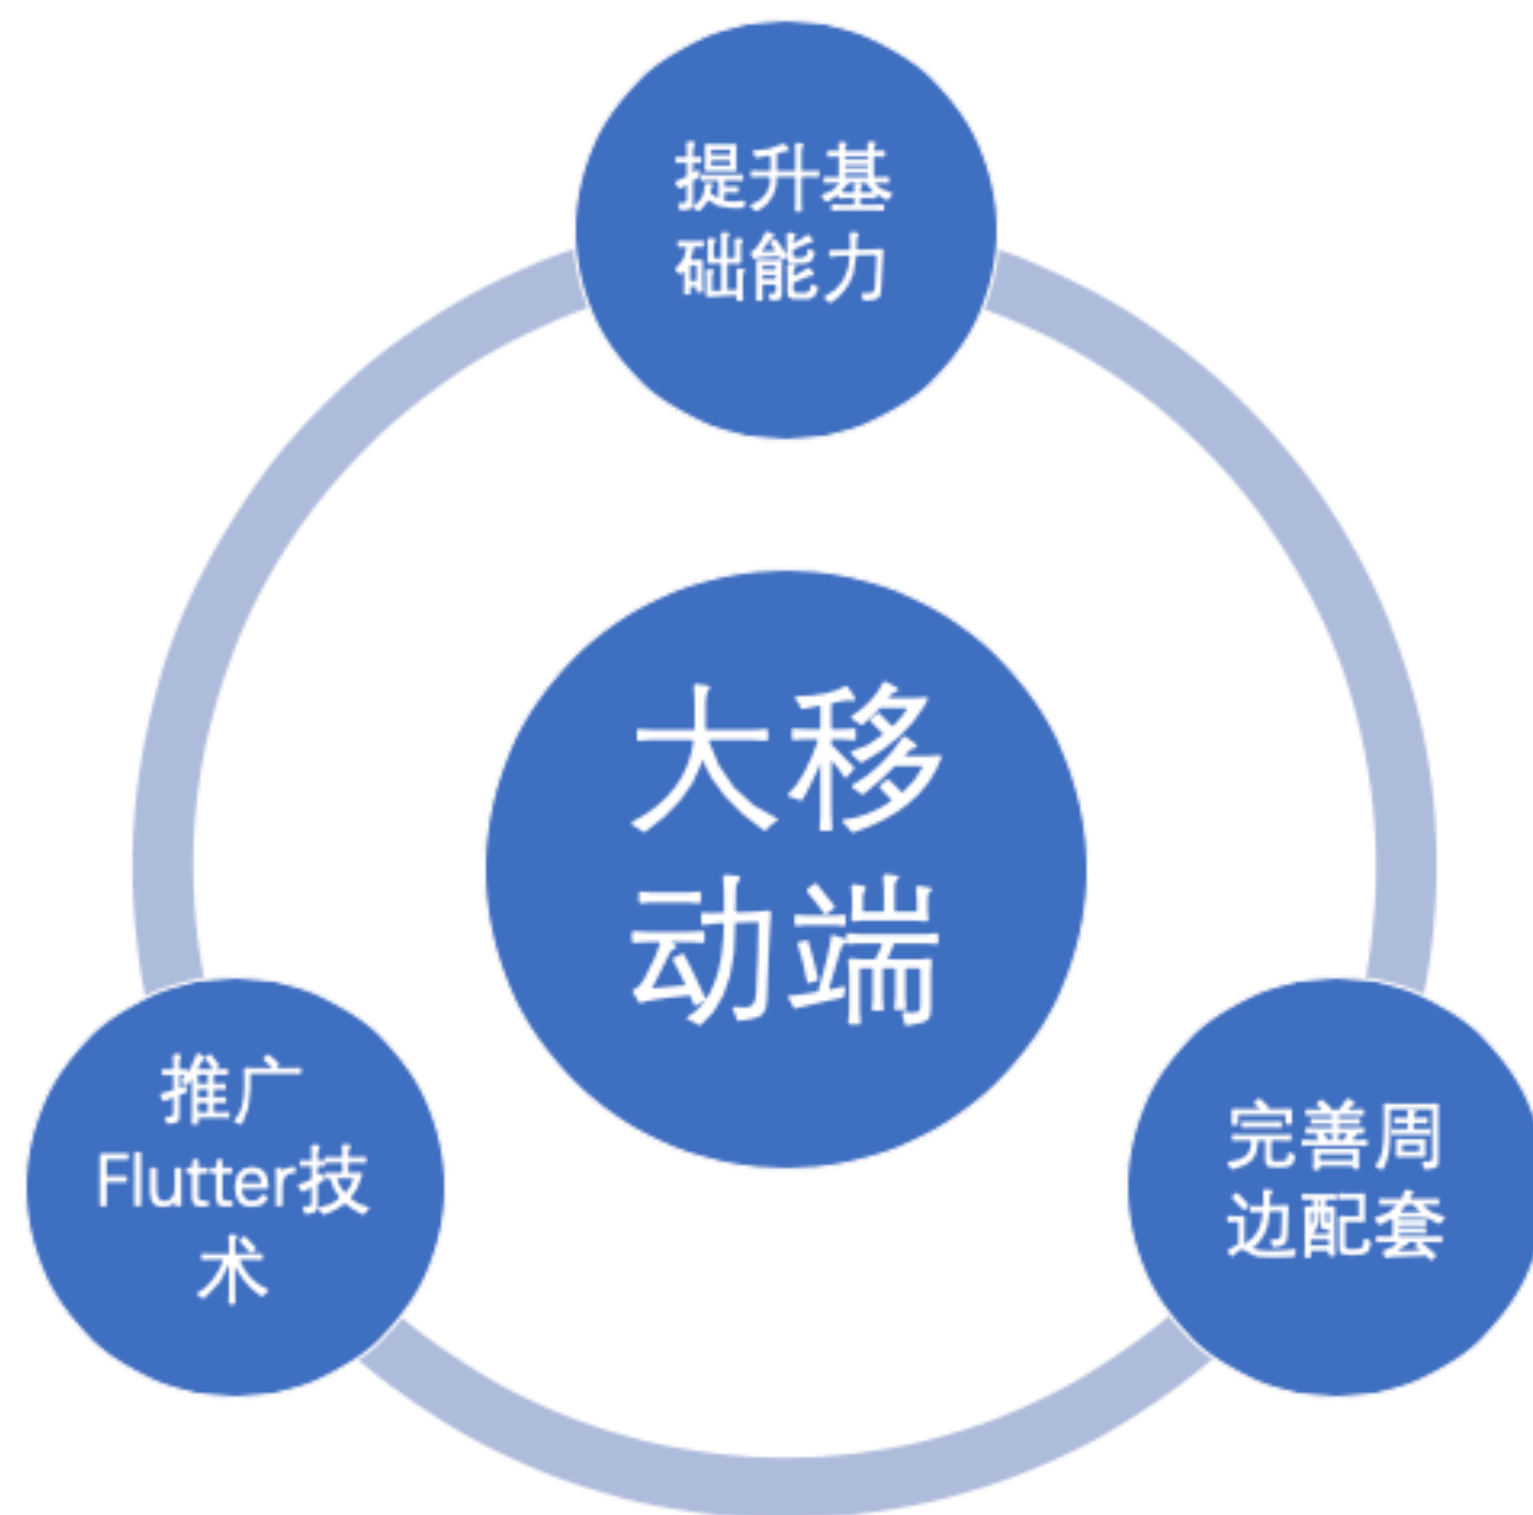 提升基
础能力
大移
动端
推广
Flutter技
术
完善周
边配套